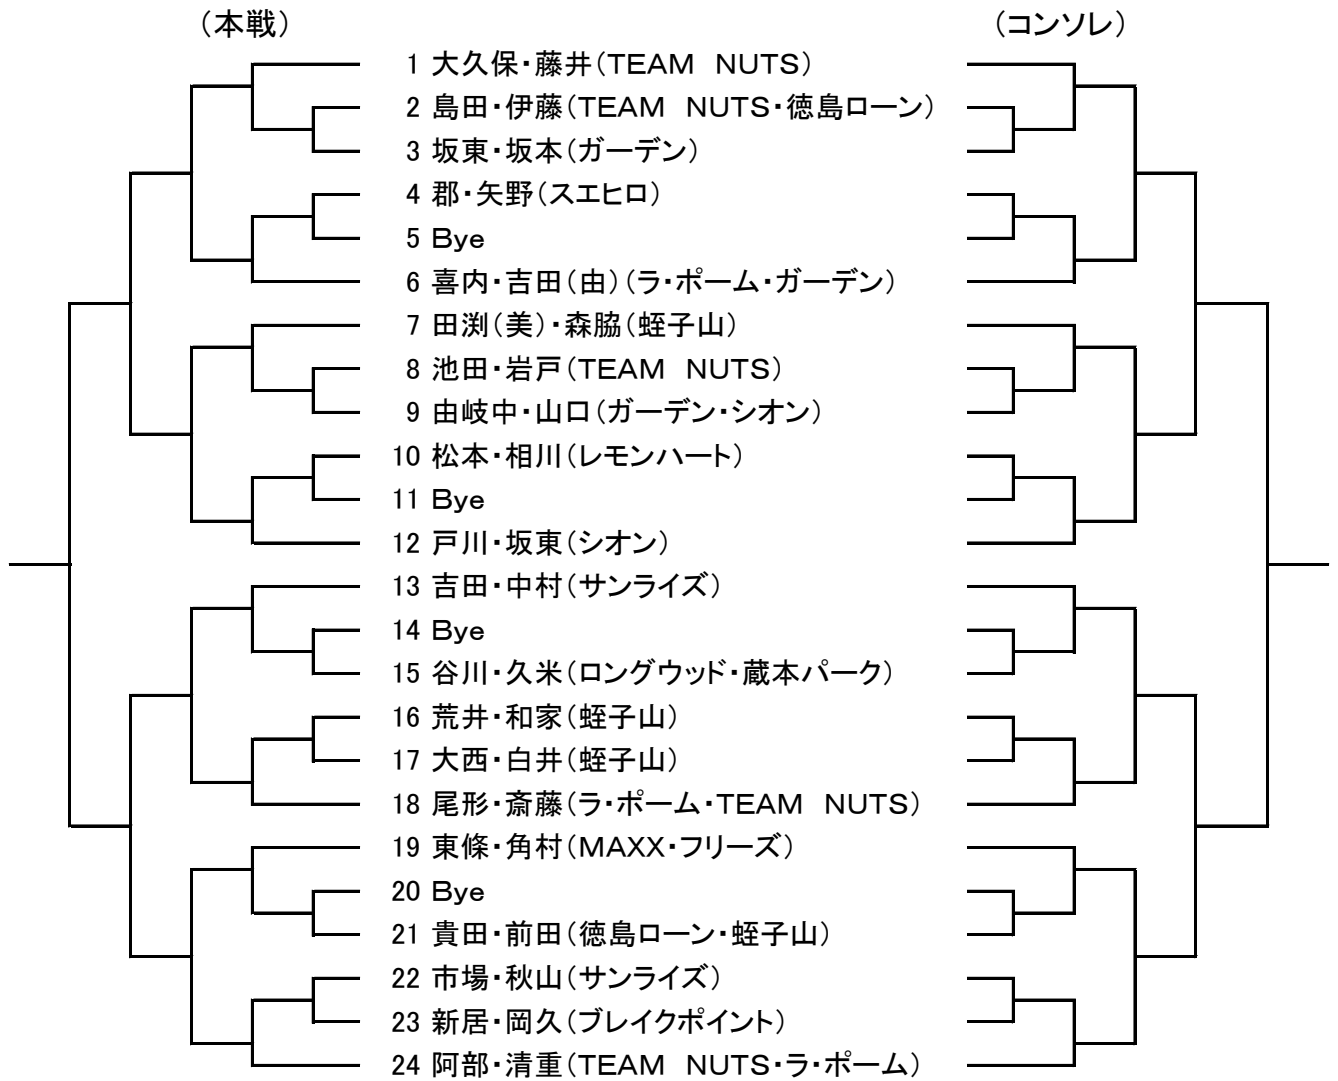 （本戦） （コンソレ）
1 大久保・藤井（TEAM　NUTS）
2 島田・伊藤（TEAM　NUTS・徳島ローン）
3 坂東・坂本（ガーデン）
4 郡・矢野（スエヒロ）
5 Bye
6 喜内・吉田（由）（ラ・ポーム・ガーデン）
7 田渕（美）・森脇（蛭子山）
8 池田・岩戸（TEAM　NUTS）
9 由岐中・山口（ガーデン・シオン）
10 松本・相川（レモンハート）
11 Bye
12 戸川・坂東（シオン）
13 吉田・中村（サンライズ）
14 Bye
15 谷川・久米（ロングウッド・蔵本パーク）
16 荒井・和家（蛭子山）
17 大西・白井（蛭子山）
18 尾形・斎藤（ラ・ポーム・TEAM　NUTS）
19 東條・角村（MAXX・フリーズ）
20 Bye
21 貴田・前田（徳島ローン・蛭子山）
22 市場・秋山（サンライズ）
23 新居・岡久（ブレイクポイント）
24 阿部・清重（TEAM　NUTS・ラ・ポーム）